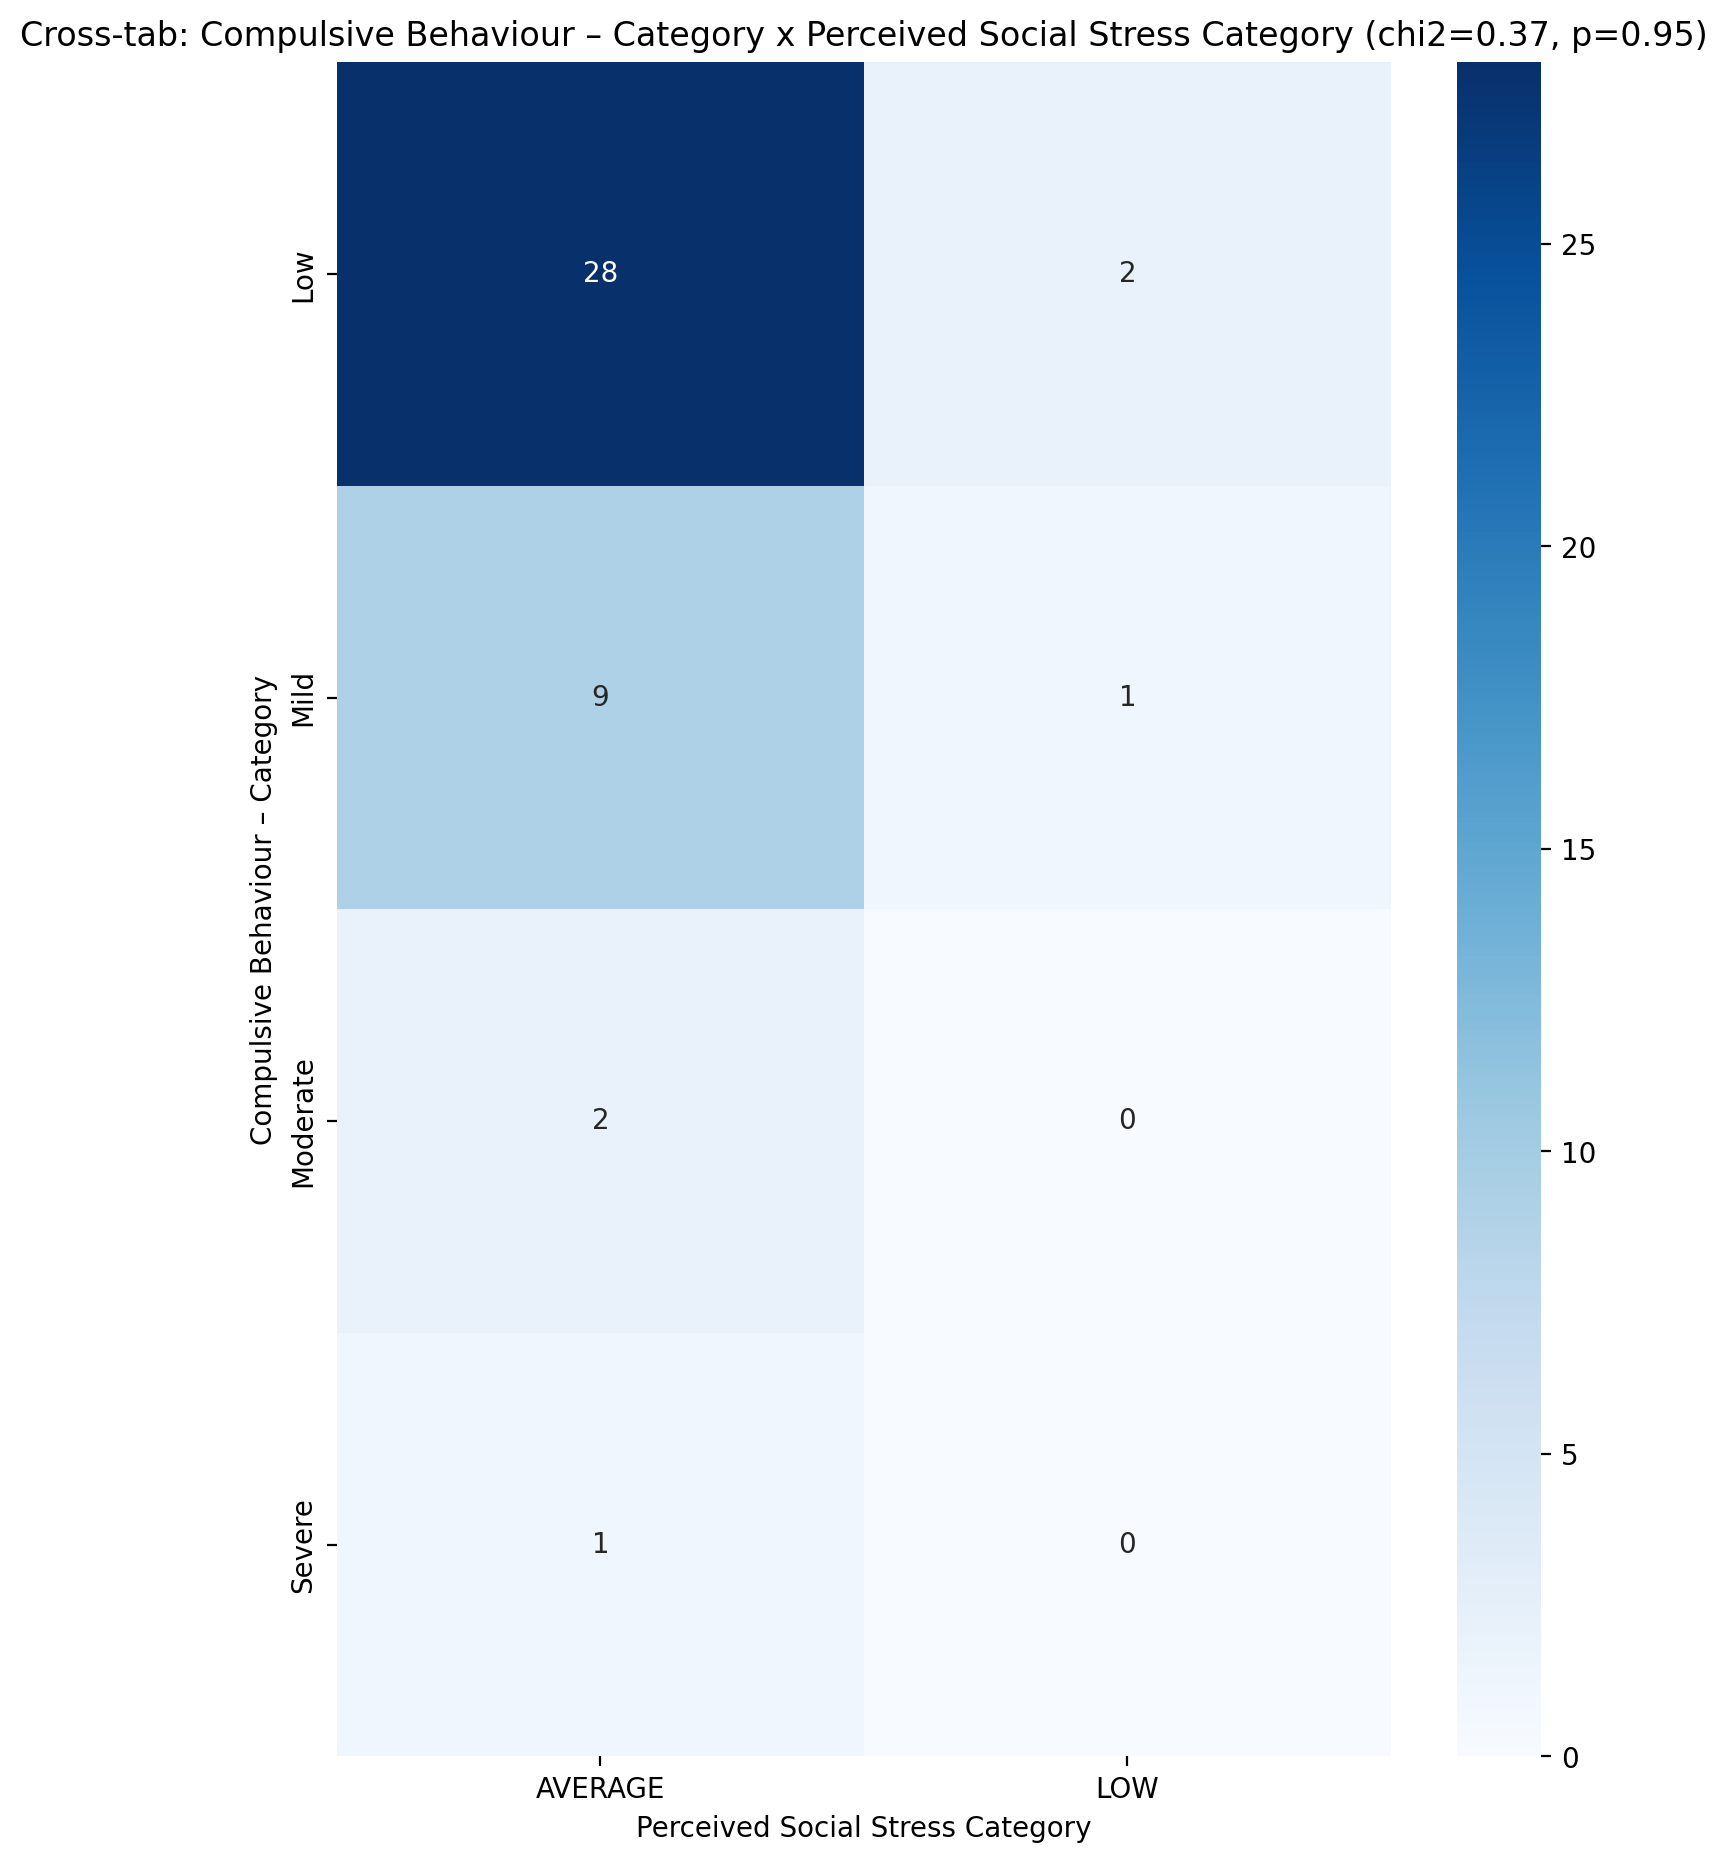 Cross-tab: Compulsive Behaviour – Category x Perceived Social Stress Category (chi2=0.37, p=0.95)
Compulsive Behaviour – Category
Low
28
2
Mild
9
1
Moderate
2
0
Severe
1
0
AVERAGE
LOW
Perceived Social Stress Category
25
20
15
10
5
0